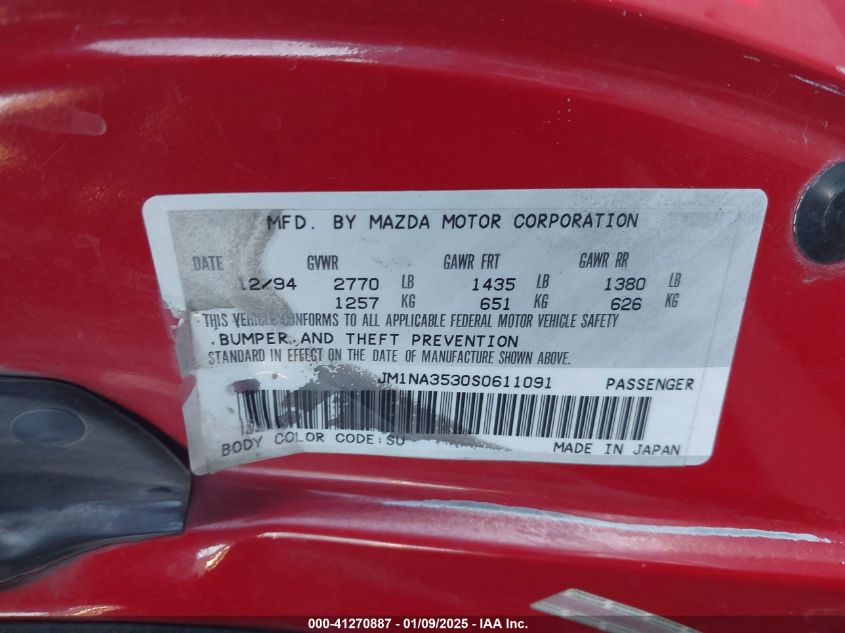 MFD. BY MAZDA MOTOR CORPORATION
DATE GVWR GAWR FRT GAWR RR
12/94 2770 LB 1435 LB 1380 LB
1257 KG 651 KG 626 KG
THIS VEHICLE CONFORMS TO ALL APPLICABLE FEDERAL MOTOR VEHICLE SAFETY
, BUMPER, AND THEFT PREVENTION
STANDARD IN EFFECT ON THE DATE OF MANUFACTURE SHOWN ABOVE.
JM1NA3530S0611091 PASSENGER
BODY COLOR CODE:SU MADE IN JAPAN
000-41270887 - 01/09/2025 - IAA Inc.